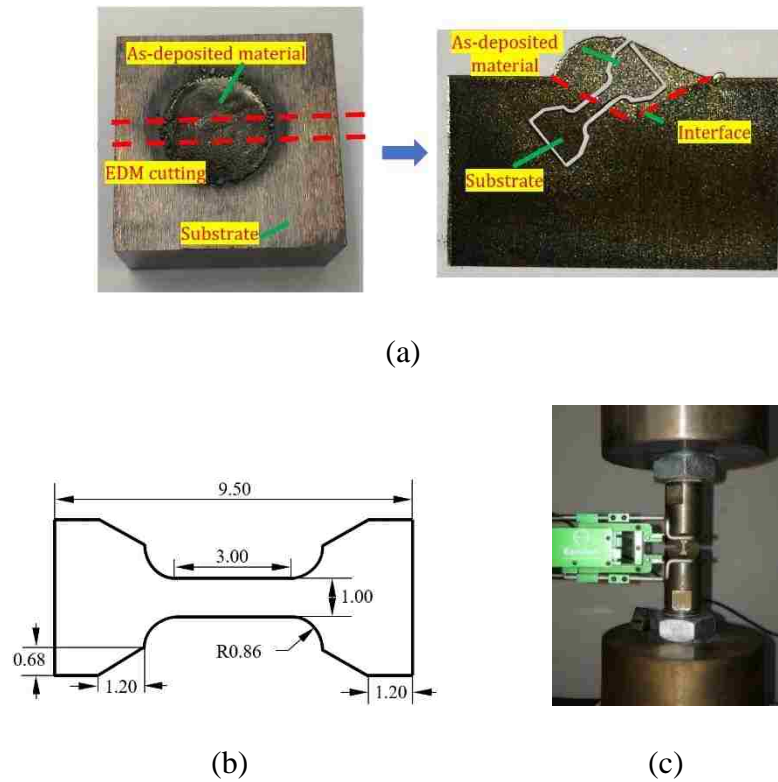 As-deposited material
EDM cutting
Substrate
As-deposited
material
Interface
Substrate
(a)
9.50
3.00
1.00
0.68
R0.86
1.20
1.20
(b)
(c)